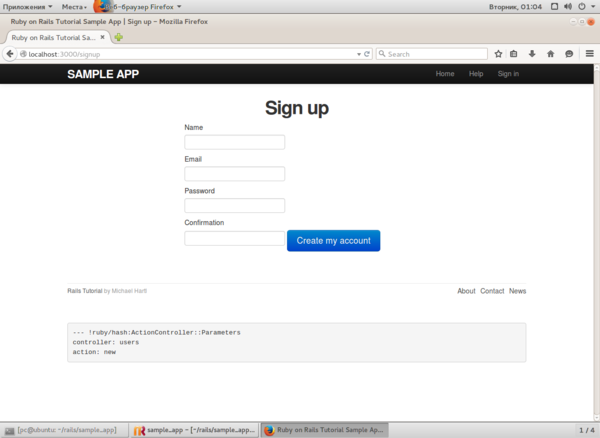 Приложения Места Веб-браузер Firefox Вторник, 01:04
Ruby on Rails Tutorial Sample App | Sign up - Mozilla Firefox
Ruby on Rails Tutorial Sa...
localhost:3000/signup Search
SAMPLE APP Home Help Sign in
Sign up
Name
Email
Password
Confirmation
Create my account
Rails Tutorial by Michael Hartl About Contact News
--- !ruby/hash:ActionController::Parameters
controller: users
action: new
[pc@ubuntu: ~/rails/sample_app] sample_app – [~/rails/sample_app... Ruby on Rails Tutorial Sample Ap... 1 / 4